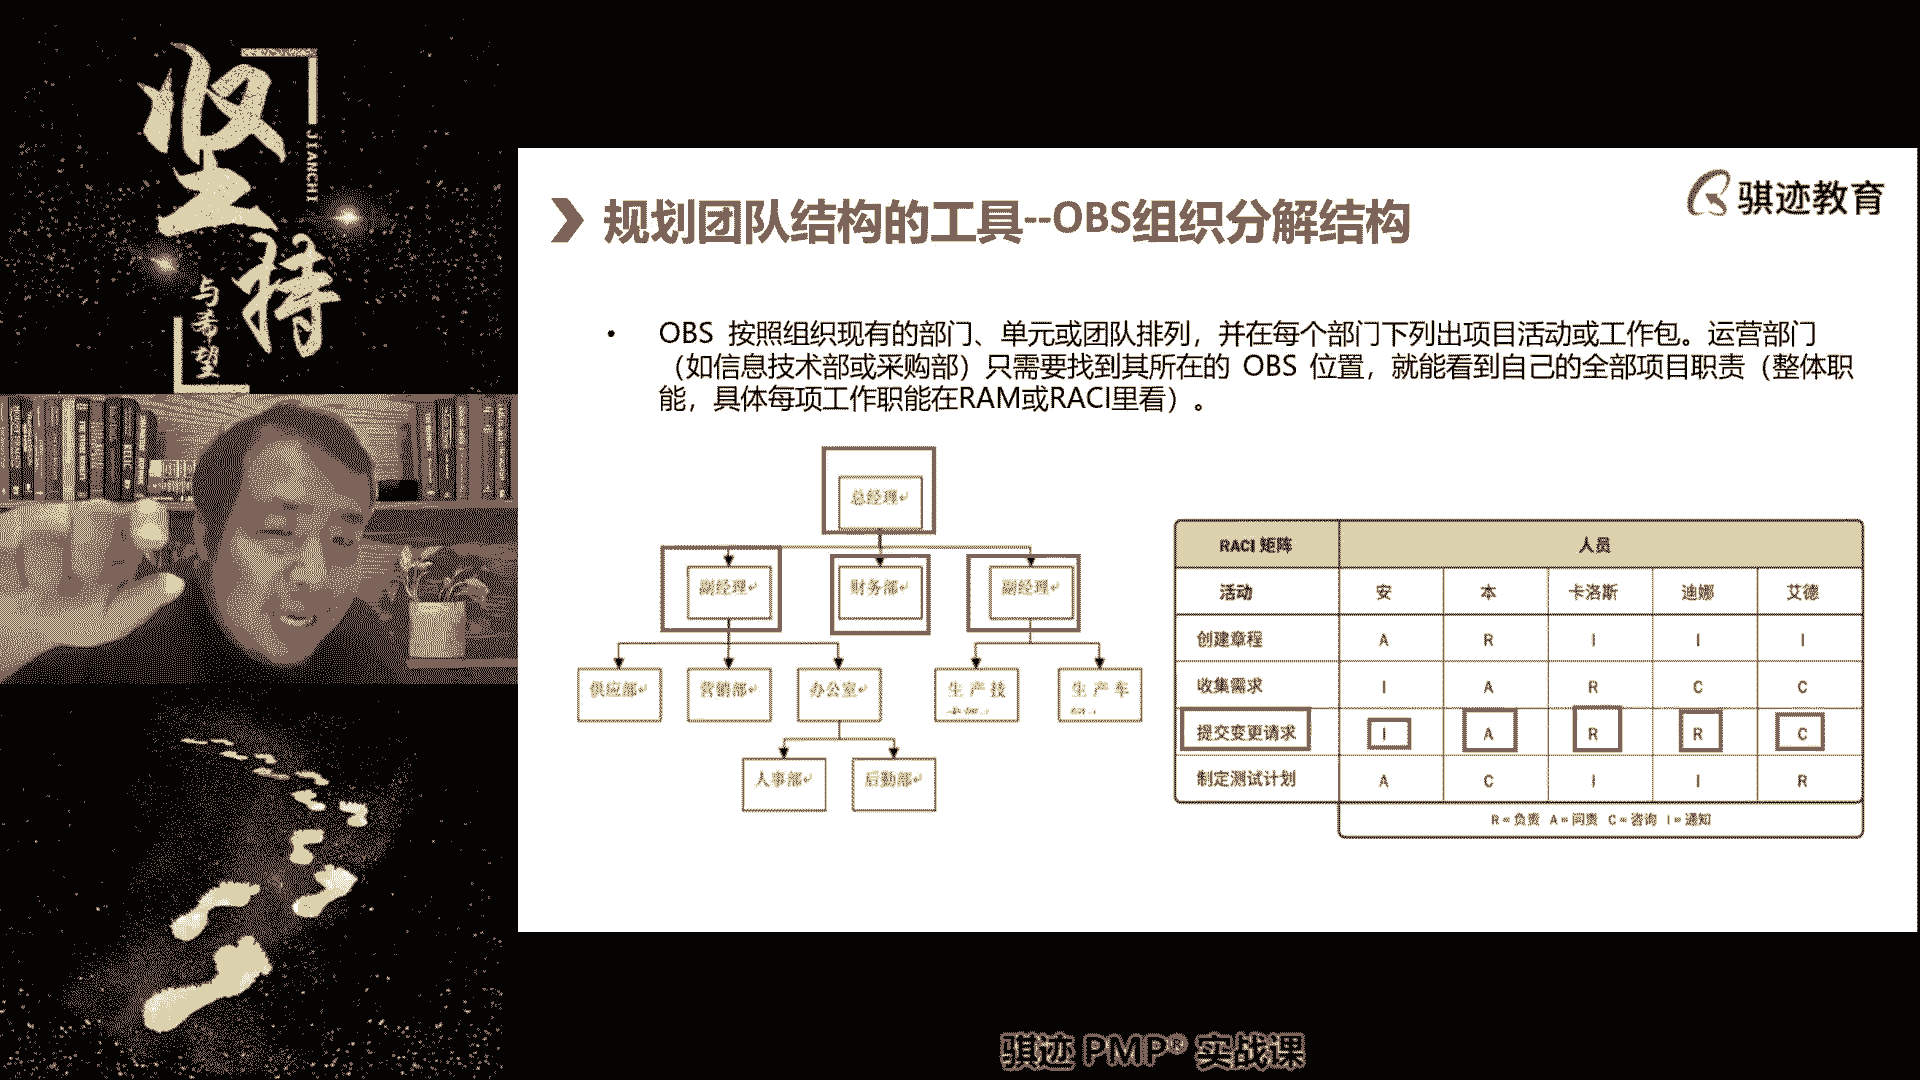 坚持
JIANCHI
与希望
骐迹教育
规划团队结构的工具--OBS组织分解结构
• OBS 按照组织现有的部门、单元或团队排列，并在每个部门下列出项目活动或工作包。运营部门
（如信息技术部或采购部）只需要找到其所在的 OBS 位置，就能看到自己的全部项目职责（整体职
能，具体每项工作职能在RAM或RACI里看）。
总经理
副经理 财务部 副经理
供应部 营销部 办公室 生产技 生产车
人事部 后勤部
RACI 矩阵 人员
活动 安 本 卡洛斯 迪娜 艾德
创建章程 A R I I I
收集需求 I A R C C
提交变更请求 I A R R C
制定测试计划 A C I I R
R = 负责 A = 问责 C = 咨询 I = 通知
骐迹 PMP® 实战课